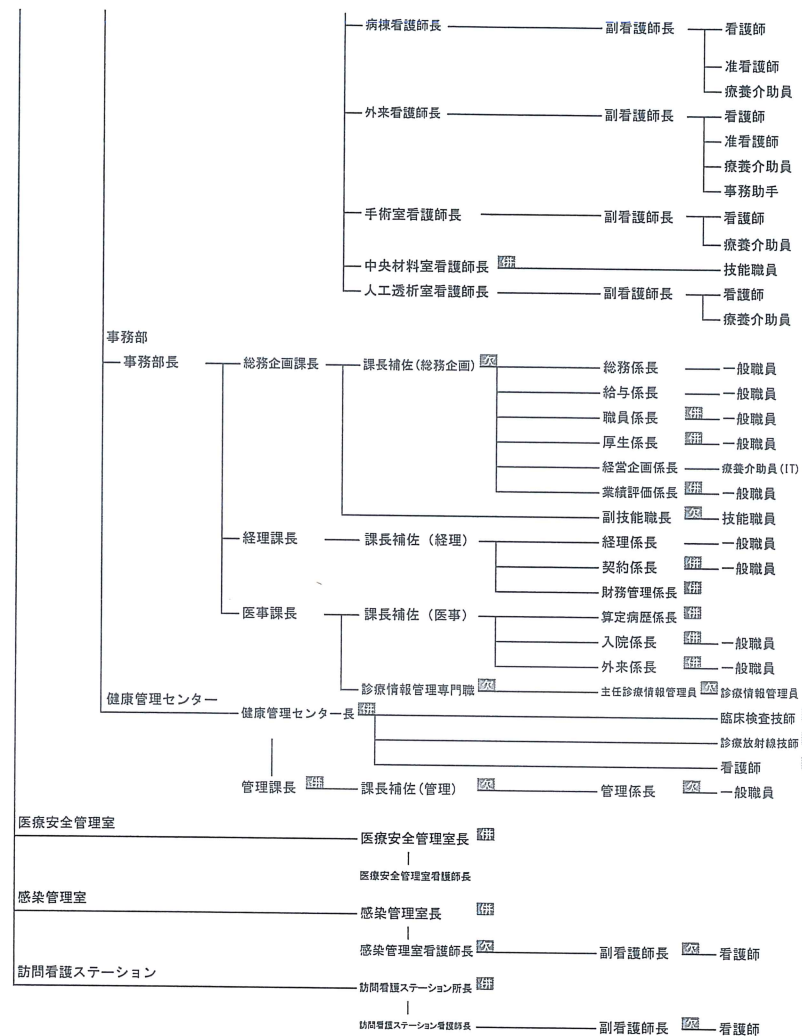 病棟看護師長 副看護師長 看護師
准看護師
療養介助員
外来看護師長 副看護師長 看護師
准看護師
療養介助員
事務助手
手術室看護師長 副看護師長 看護師
療養介助員
中央材料室看護師長 併 技能職員
人工透析室看護師長 副看護師長 看護師
療養介助員
事務部
事務部長 総務企画課長 課長補佐(総務企画) 欠 総務係長 一般職員
給与係長 一般職員
職員係長 併 一般職員
厚生係長 併 一般職員
経営企画係長 療養介助員(IT)
業績評価係長 併 一般職員
副技能職長 欠 技能職員
経理課長 課長補佐(経理) 経理係長 一般職員
契約係長 併 一般職員
財務管理係長 併
医事課長 課長補佐(医事) 算定病歴係長 併
入院係長 併 一般職員
外来係長 併 一般職員
診療情報管理専門職 欠 主任診療情報管理員 欠 診療情報管理員
健康管理センター
健康管理センター長 併 臨床検査技師
診療放射線技師
看護師
管理課長 併 課長補佐(管理) 欠 管理係長 欠 一般職員
医療安全管理室
医療安全管理室長 併
医療安全管理室看護師長
感染管理室
感染管理室長 併
感染管理室看護師長 欠 副看護師長 欠 看護師
訪問看護ステーション
訪問看護ステーション所長 併
訪問看護ステーション看護師長 副看護師長 欠 看護師